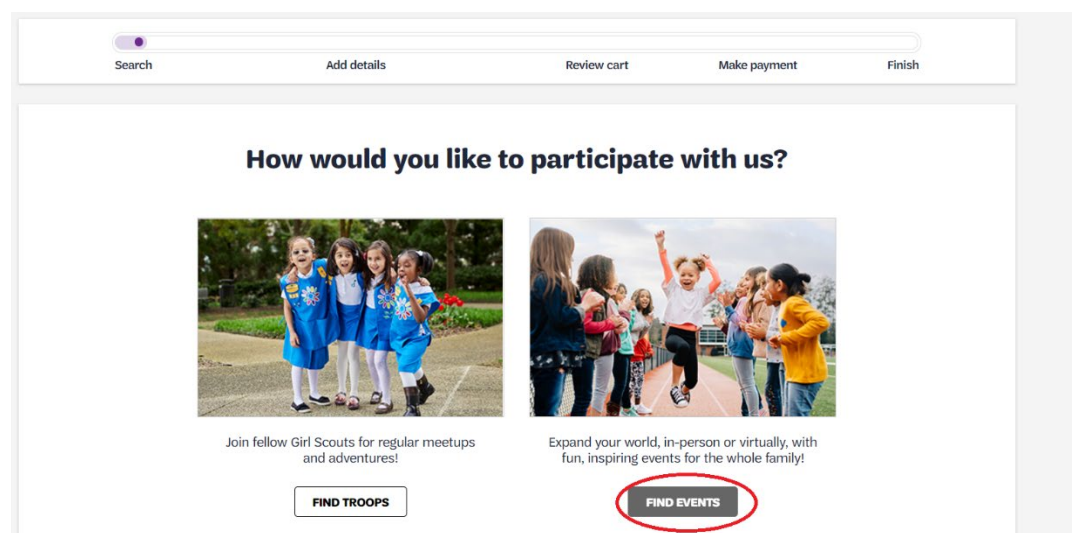 Search Add details Review cart Make payment Finish
How would you like to participate with us?
Join fellow Girl Scouts for regular meetups
and adventures!
FIND TROOPS
Expand your world, in-person or virtually, with
fun, inspiring events for the whole family!
FIND EVENTS